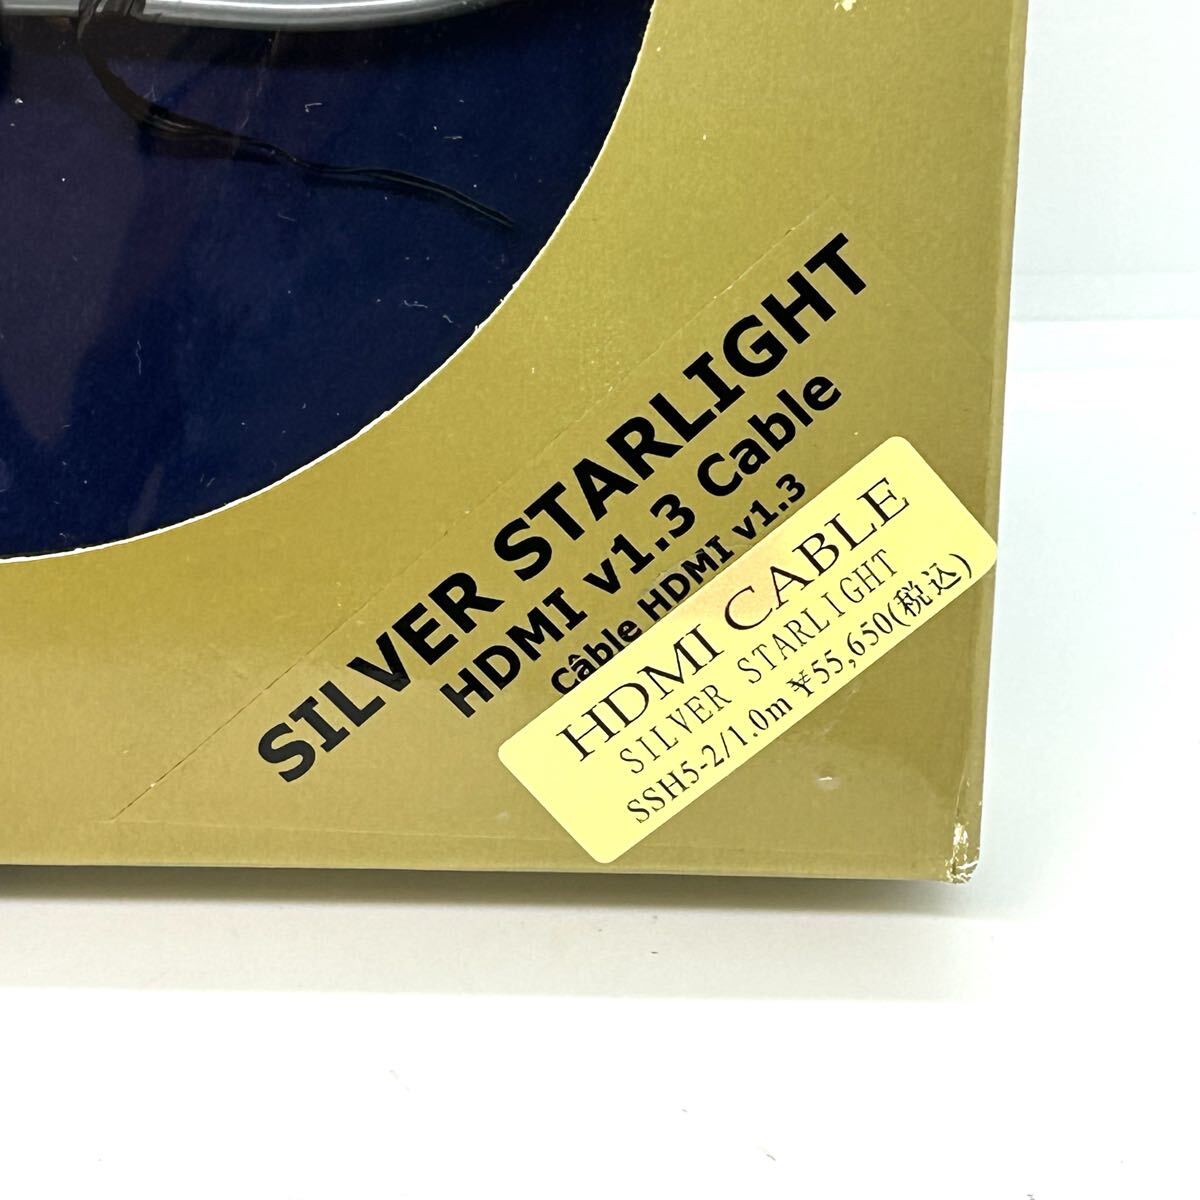 SILVER STARLIGHT
HDMI v1.3 Cable
Câble HDMI v1.3
HDMI CABLE
SILVER STARLIGHT
SSH5-2/1.0m ¥55,650(税込)